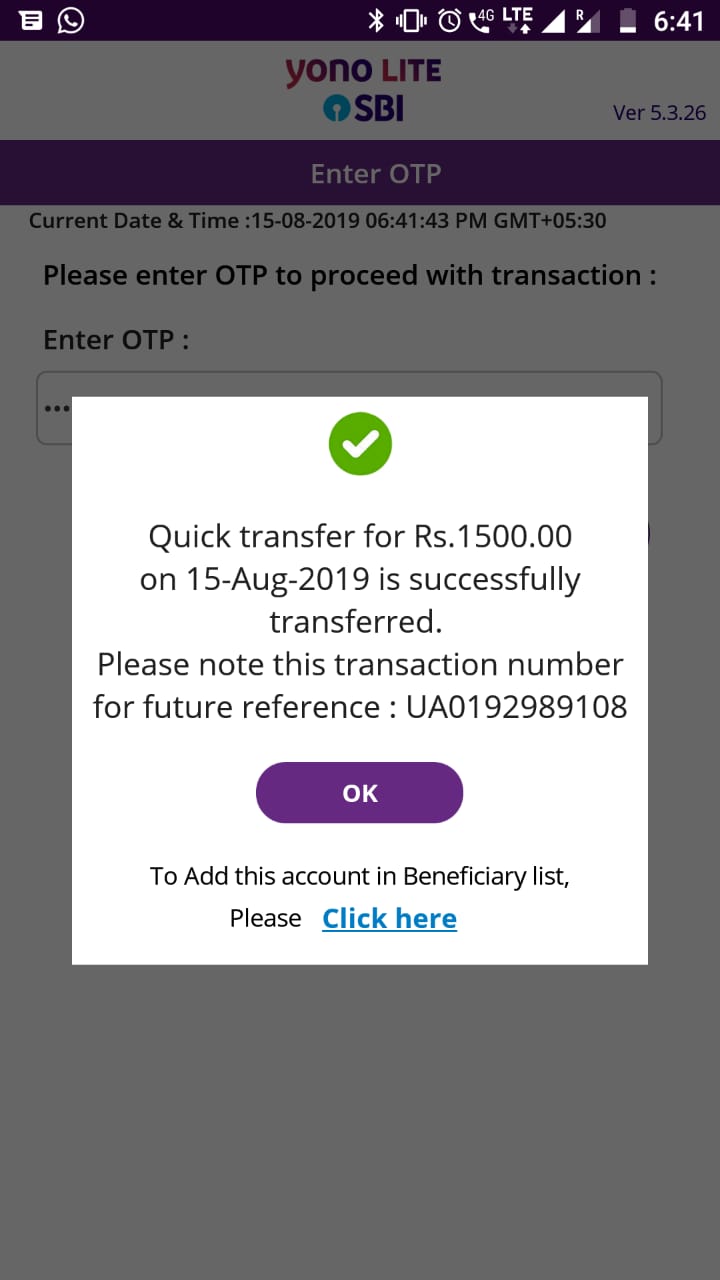 4G LTE R 6:41
yono LITE
SBI
Ver 5.3.26
Enter OTP
Current Date & Time :15-08-2019 06:41:43 PM GMT+05:30
Please enter OTP to proceed with transaction :
Enter OTP :
•••
Quick transfer for Rs.1500.00
on 15-Aug-2019 is successfully
transferred.
Please note this transaction number
for future reference : UA0192989108
OK
To Add this account in Beneficiary list,
Please Click here